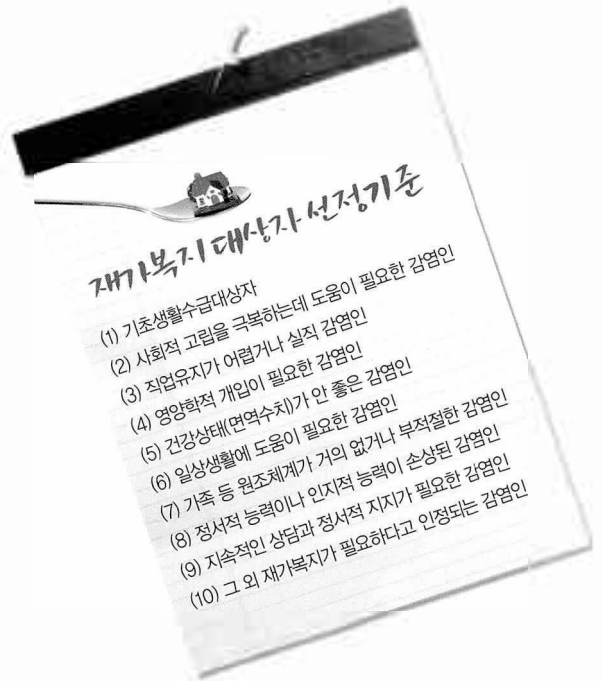 재가복지 대상자 선정기준
(1) 기초생활수급대상자
(2) 사회적 고립을 극복하는데 도움이 필요한 감염인
(3) 직업유지가 어렵거나 실직 감염인
(4) 영양학적 개입이 필요한 감염인
(5) 건강상태(면역수치)가 안 좋은 감염인
(6) 일상생활에 도움이 필요한 감염인
(7) 가족 등 원조체계가 거의 없거나 부적절한 감염인
(8) 정서적 능력이나 인지적 능력이 손상된 감염인
(9) 지속적인 상담과 정서적 지지가 필요한 감염인
(10) 그 외 재가복지가 필요하다고 인정되는 감염인